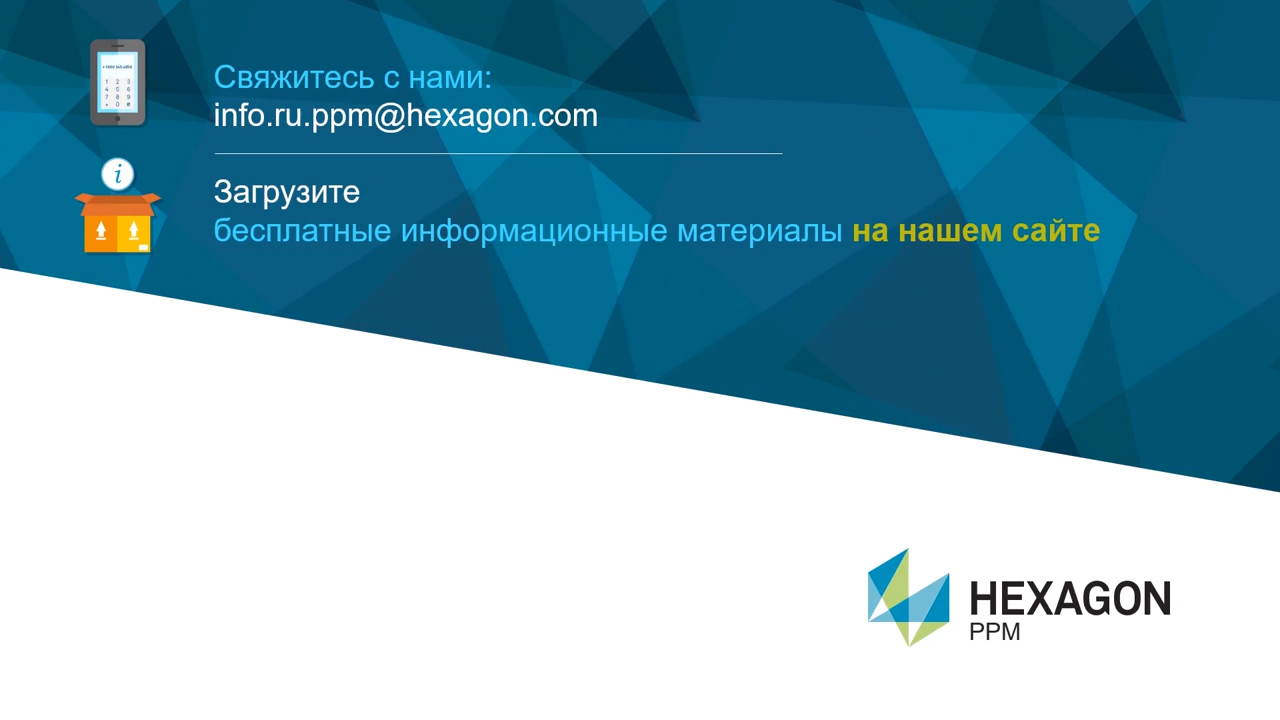 Свяжитесь с нами:
info.ru.ppm@hexagon.com
i
Загрузите
бесплатные информационные материалы на нашем сайте
HEXAGON
PPM